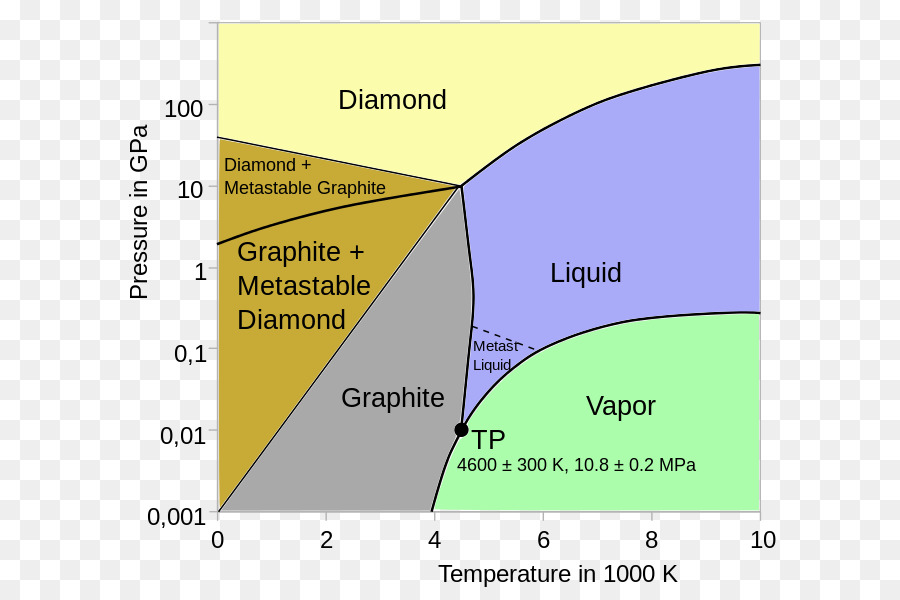 Diamond
100
Diamond +
Metastable Graphite
10
Pressure in GPa
Graphite +
Metastable
Diamond
1
Liquid
0,1
Metast
Liquid
Graphite
Vapor
0,01
TP
4600 ± 300 K, 10.8 ± 0.2 MPa
0,001
0 2 4 6 8 10
Temperature in 1000 K